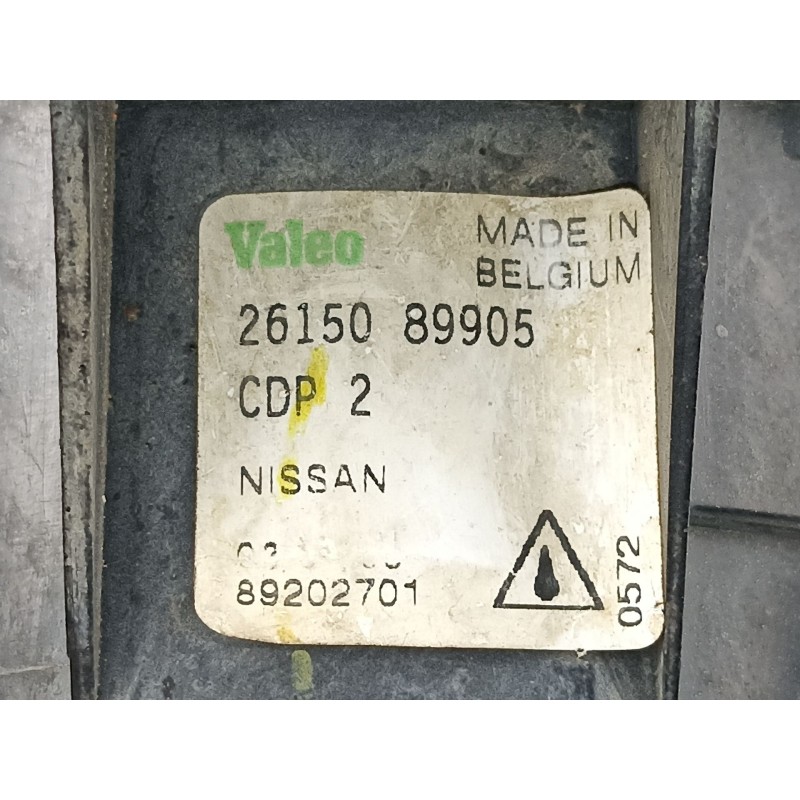 Valeo
MADE IN
BELGIUM
26150 89905
CDP 2
NISSAN
89202701
0572